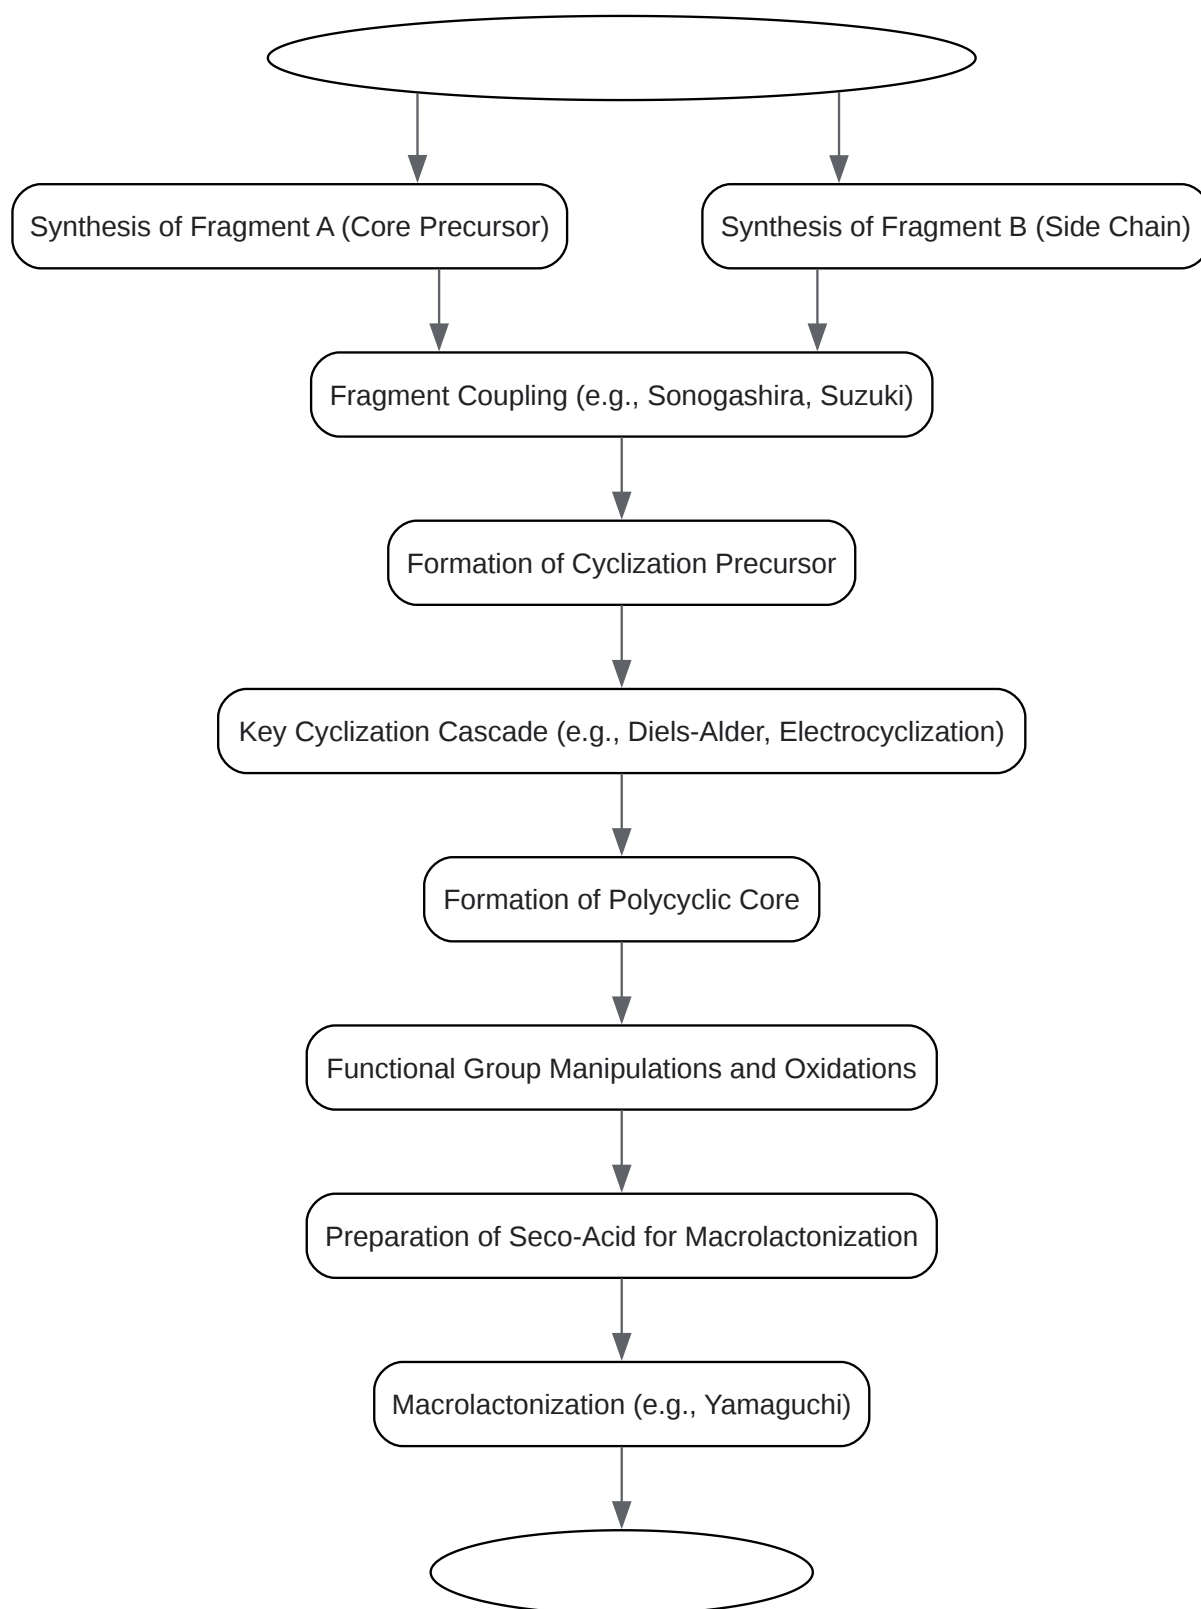 Synthesis of Fragment A (Core Precursor)
Synthesis of Fragment B (Side Chain)
Fragment Coupling (e.g., Sonogashira, Suzuki)
Formation of Cyclization Precursor
Key Cyclization Cascade (e.g., Diels-Alder, Electrocyclization)
Formation of Polycyclic Core
Functional Group Manipulations and Oxidations
Preparation of Seco-Acid for Macrolactonization
Macrolactonization (e.g., Yamaguchi)